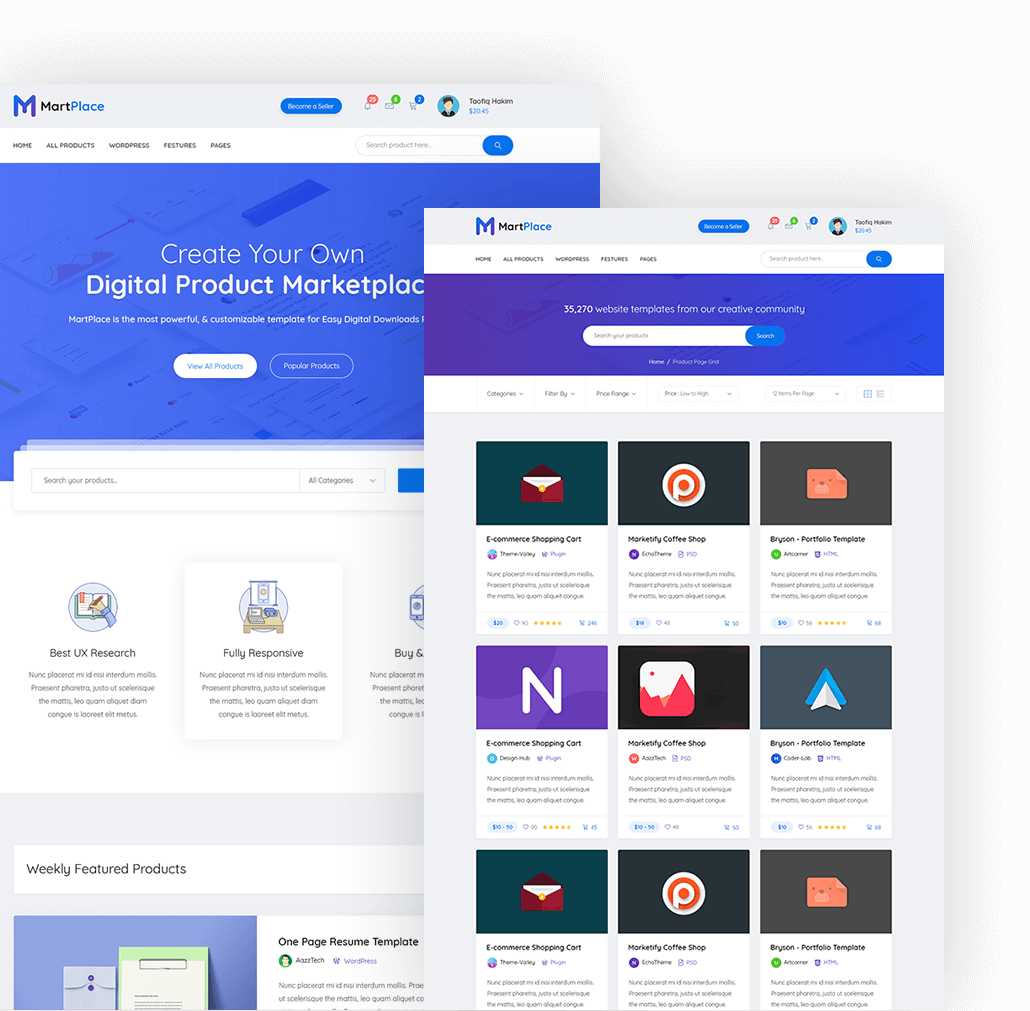 MartPlace
Become a Seller
25
6
2
Taofiq Hakim
$20.45
HOME ALL PRODUCTS WORDPRESS FESTURES PAGES
Search product here...
Create Your Own
Digital Product Marketplac
MartPlace is the most powerful, & customizable template for Easy Digital Downloads
View All Products
Popular Products
Search your products...
All Categories
Best UX Research
Nunc placerat mi id nisi interdum mollis.
Praesent pharetra, justo ut scelerisque
the mattis, leo quam aliquet diam
congue is laoreet elit metus.
Fully Responsive
Nunc placerat mi id nisi interdum mollis.
Praesent pharetra, justo ut scelerisque
the mattis, leo quam aliquet diam
congue is laoreet elit metus.
Buy &
Nunc placerat m
Praesent pharet
the mattis, le
congue is l
Weekly Featured Products
One Page Resume Template
AazzTech WordPress
Nunc placerat mi id nisi interdum
ut scelerisque the mattis, leo qu
MartPlace
Become a Seller
25
6
2
Taofiq Hakim
$20.45
HOME ALL PRODUCTS WORDPRESS FESTURES PAGES
Search product here...
35,270 website templates from our creative community
Search your products
Search
Home / Product Page Grid
Categories Filter By Price Range Price : Low to High 12 Items Per Page
E-commerce Shopping Cart
Theme-Valley Plugin
Nunc placerat mi id nisi interdum mollis.
Praesent pharetra, justo ut scelerisque
the mattis, leo quam aliquet congue.
$20 90 246
Marketify Coffee Shop
N EchoTheme PSD
Nunc placerat mi id nisi interdum mollis.
Praesent pharetra, justo ut scelerisque
the mattis, leo quam aliquet congue.
$18 48 50
Bryson - Portfolio Template
U Artcorner HTML
Nunc placerat mi id nisi interdum mollis.
Praesent pharetra, justo ut scelerisque
the mattis, leo quam aliquet congue.
$10 56 68
N
E-commerce Shopping Cart
Design-Hub Plugin
Nunc placerat mi id nisi interdum mollis.
Praesent pharetra, justo ut scelerisque
the mattis, leo quam aliquet congue.
$10 - 50 90 45
Marketify Coffee Shop
AazzTech PSD
Nunc placerat mi id nisi interdum mollis.
Praesent pharetra, justo ut scelerisque
the mattis, leo quam aliquet congue.
$10 - 50 48 50
Bryson - Portfolio Template
M Coder-Lab HTML
Nunc placerat mi id nisi interdum mollis.
Praesent pharetra, justo ut scelerisque
the mattis, leo quam aliquet congue.
$10 56 68
E-commerce Shopping Cart
Theme-Valley Plugin
Nunc placerat mi id nisi interdum mollis.
Praesent pharetra, justo ut scelerisque
the mattis, leo quam aliquet congue.
Marketify Coffee Shop
N EchoTheme PSD
Nunc placerat mi id nisi interdum mollis.
Praesent pharetra, justo ut scelerisque
the mattis, leo quam aliquet congue.
Bryson - Portfolio Template
U Artcorner HTML
Nunc placerat mi id nisi interdum mollis.
Praesent pharetra, justo ut scelerisque
the mattis, leo quam aliquet congue.